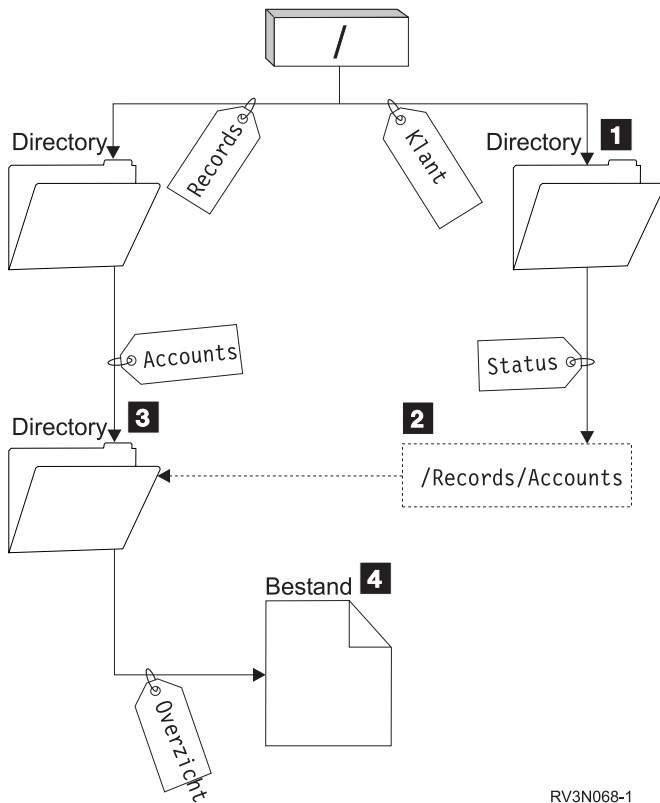 /
Records
Klant
Directory
Directory 1
Accounts
Status
Directory 3
2
/Records/Accounts
Bestand 4
Overzicht
RV3N068-1